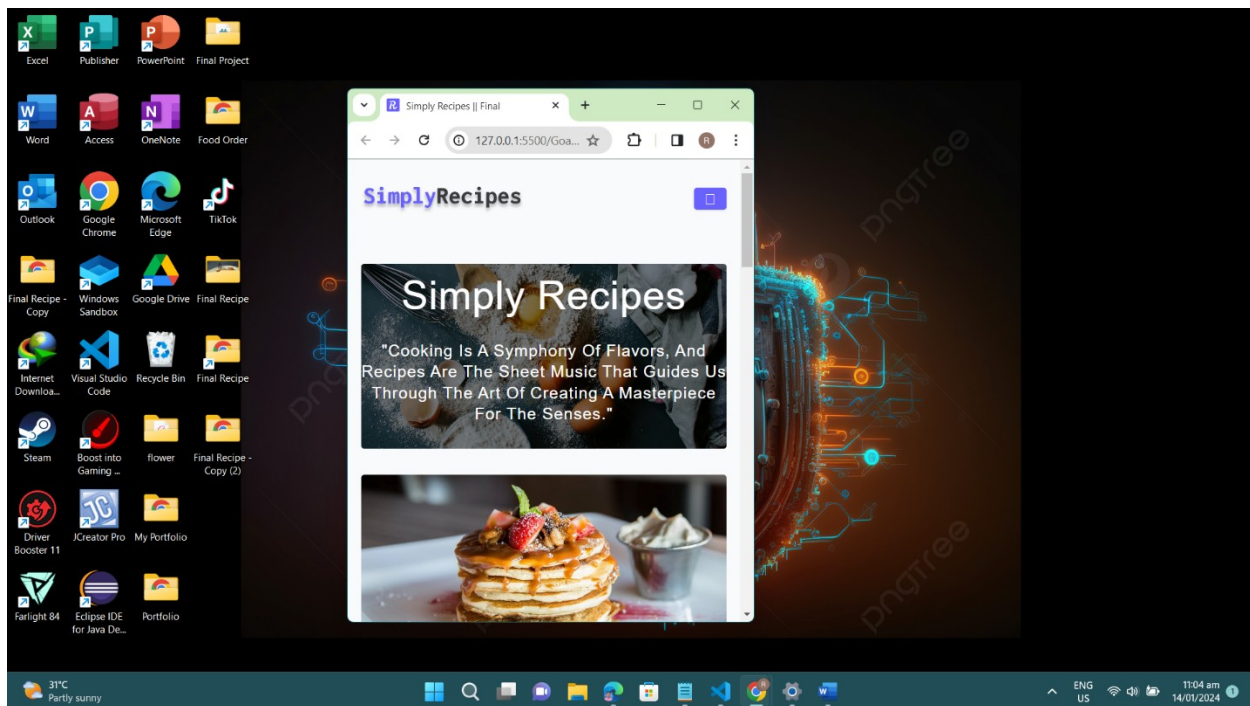 Excel
Publisher
PowerPoint
Final Project
Word
Access
OneNote
Food Order
Outlook
Google
Chrome
Microsoft
Edge
TikTok
Final Recipe -
Copy
Windows
Sandbox
Google Drive
Final Recipe
Internet
Downloa...
Visual Studio
Code
Recycle Bin
Final Recipe
Steam
Boost into
Gaming ...
flower
Final Recipe -
Copy (2)
Driver
Booster 11
JCreator Pro
My Portfolio
Farlight 84
Eclipse IDE
for Java De...
Portfolio
Simply Recipes || Final
127.0.0.1:5500/Goa...
R
SimplyRecipes
Simply Recipes
"Cooking Is A Symphony Of Flavors, And
Recipes Are The Sheet Music That Guides Us
Through The Art Of Creating A Masterpiece
For The Senses."
pngtree
pngtree
31°C
Partly sunny
ENG
US
11:04 am
14/01/2024
1